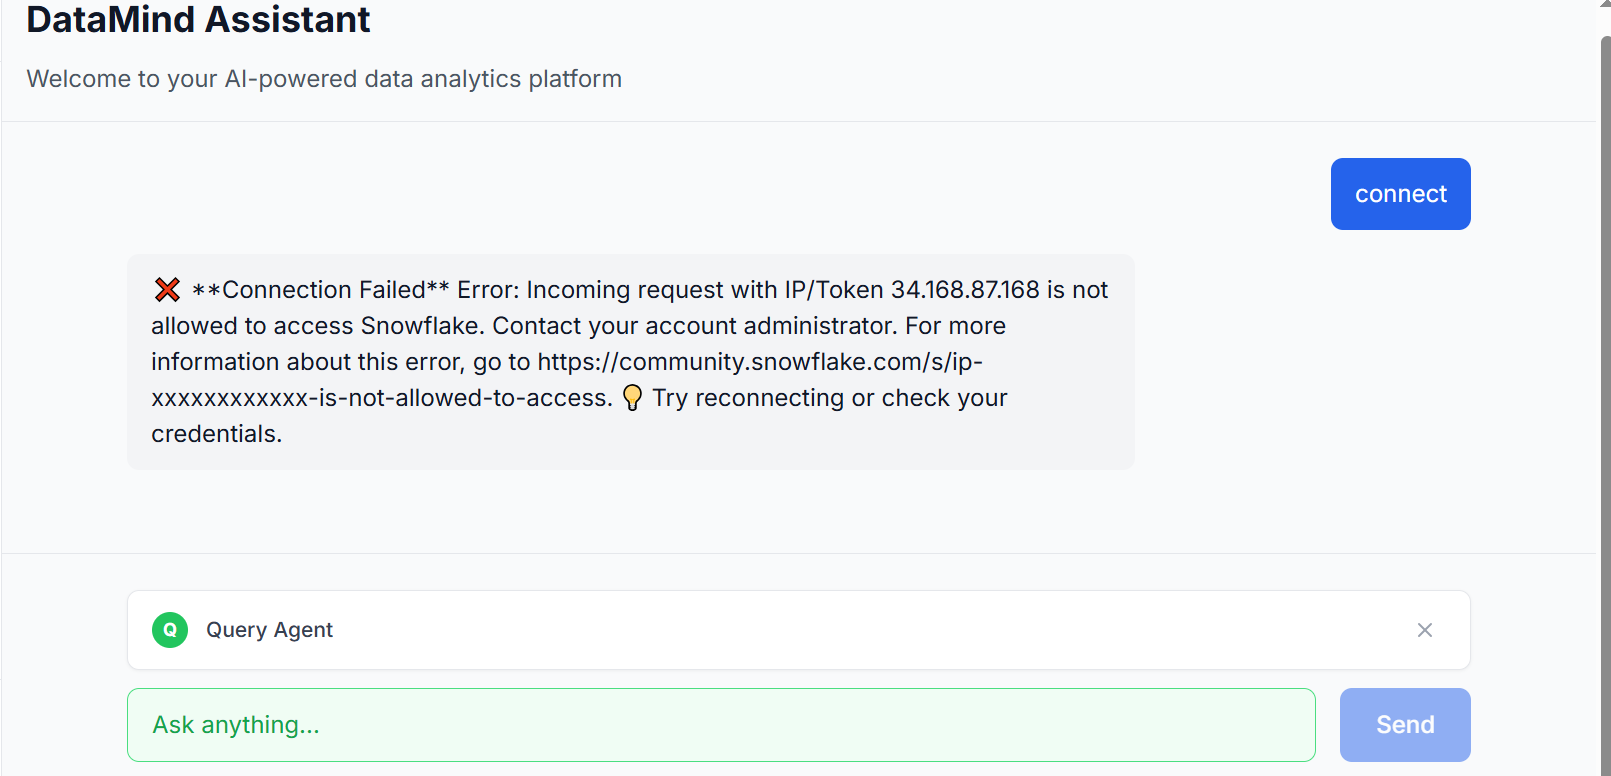 DataMind Assistant
Welcome to your AI-powered data analytics platform
connect
❌ **Connection Failed** Error: Incoming request with IP/Token 34.168.87.168 is not
allowed to access Snowflake. Contact your account administrator. For more
information about this error, go to https://community.snowflake.com/s/ip-
xxxxxxxxxxxx-is-not-allowed-to-access. 💡 Try reconnecting or check your
credentials.
Q Query Agent
Ask anything...
Send